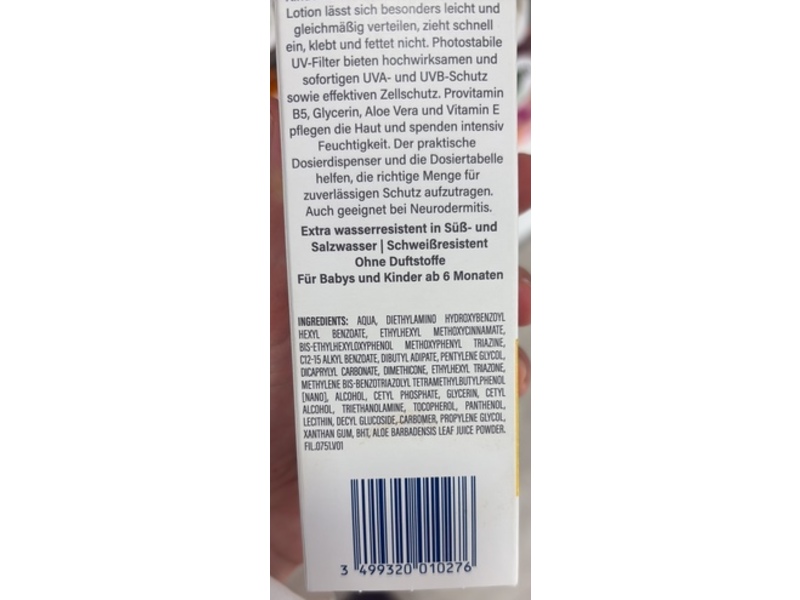 Lotion lässt sich besonders leicht und
gleichmäßig verteilen, zieht schnell
ein, klebt und fettet nicht. Photostabile
UV-Filter bieten hochwirksamen und
sofortigen UVA- und UVB-Schutz
sowie effektiven Zellschutz. Provitamin
B5, Glycerin, Aloe Vera und Vitamin E
pflegen die Haut und spenden intensiv
Feuchtigkeit. Der praktische
Dosierdispenser und die Dosiertabelle
helfen, die richtige Menge für
zuverlässigen Schutz aufzutragen.
Auch geeignet bei Neurodermitis.
Extra wasserresistent in Süß- und
Salzwasser | Schweißresistent
Ohne Duftstoffe
Für Babys und Kinder ab 6 Monaten
INGREDIENTS: AQUA, DIETHYLAMINO HYDROXYBENZOYL
HEXYL BENZOATE, ETHYLHEXYL METHOXYCINNAMATE,
BIS-ETHYLHEXYLOXYPHENOL METHOXYPHENYL TRIAZINE,
C12-15 ALKYL BENZOATE, DIBUTYL ADIPATE, PENTYLENE GLYCOL,
DICAPRYLYL CARBONATE, DIMETHICONE, ETHYLHEXYL TRIAZONE,
METHYLENE BIS-BENZOTRIAZOLYL TETRAMETHYLBUTYLPHENOL
[NANO], ALCOHOL, CETYL PHOSPHATE, GLYCERIN, CETYL
ALCOHOL, TRIETHANOLAMINE, TOCOPHEROL, PANTHENOL,
LECITHIN, DECYL GLUCOSIDE, CARBOMER, PROPYLENE GLYCOL,
XANTHAN GUM, BHT, ALOE BARBADENSIS LEAF JUICE POWDER.
FIL.0751.V01
3 499320 010276